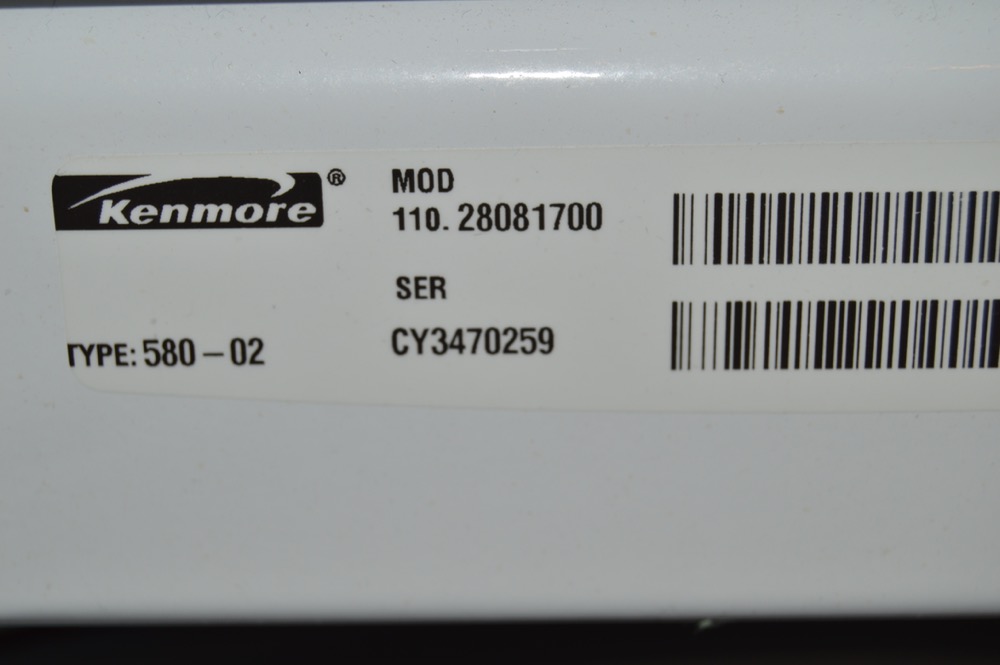 Kenmore®
MOD
110. 28081700
SER
CY3470259
TYPE: 580 – 02